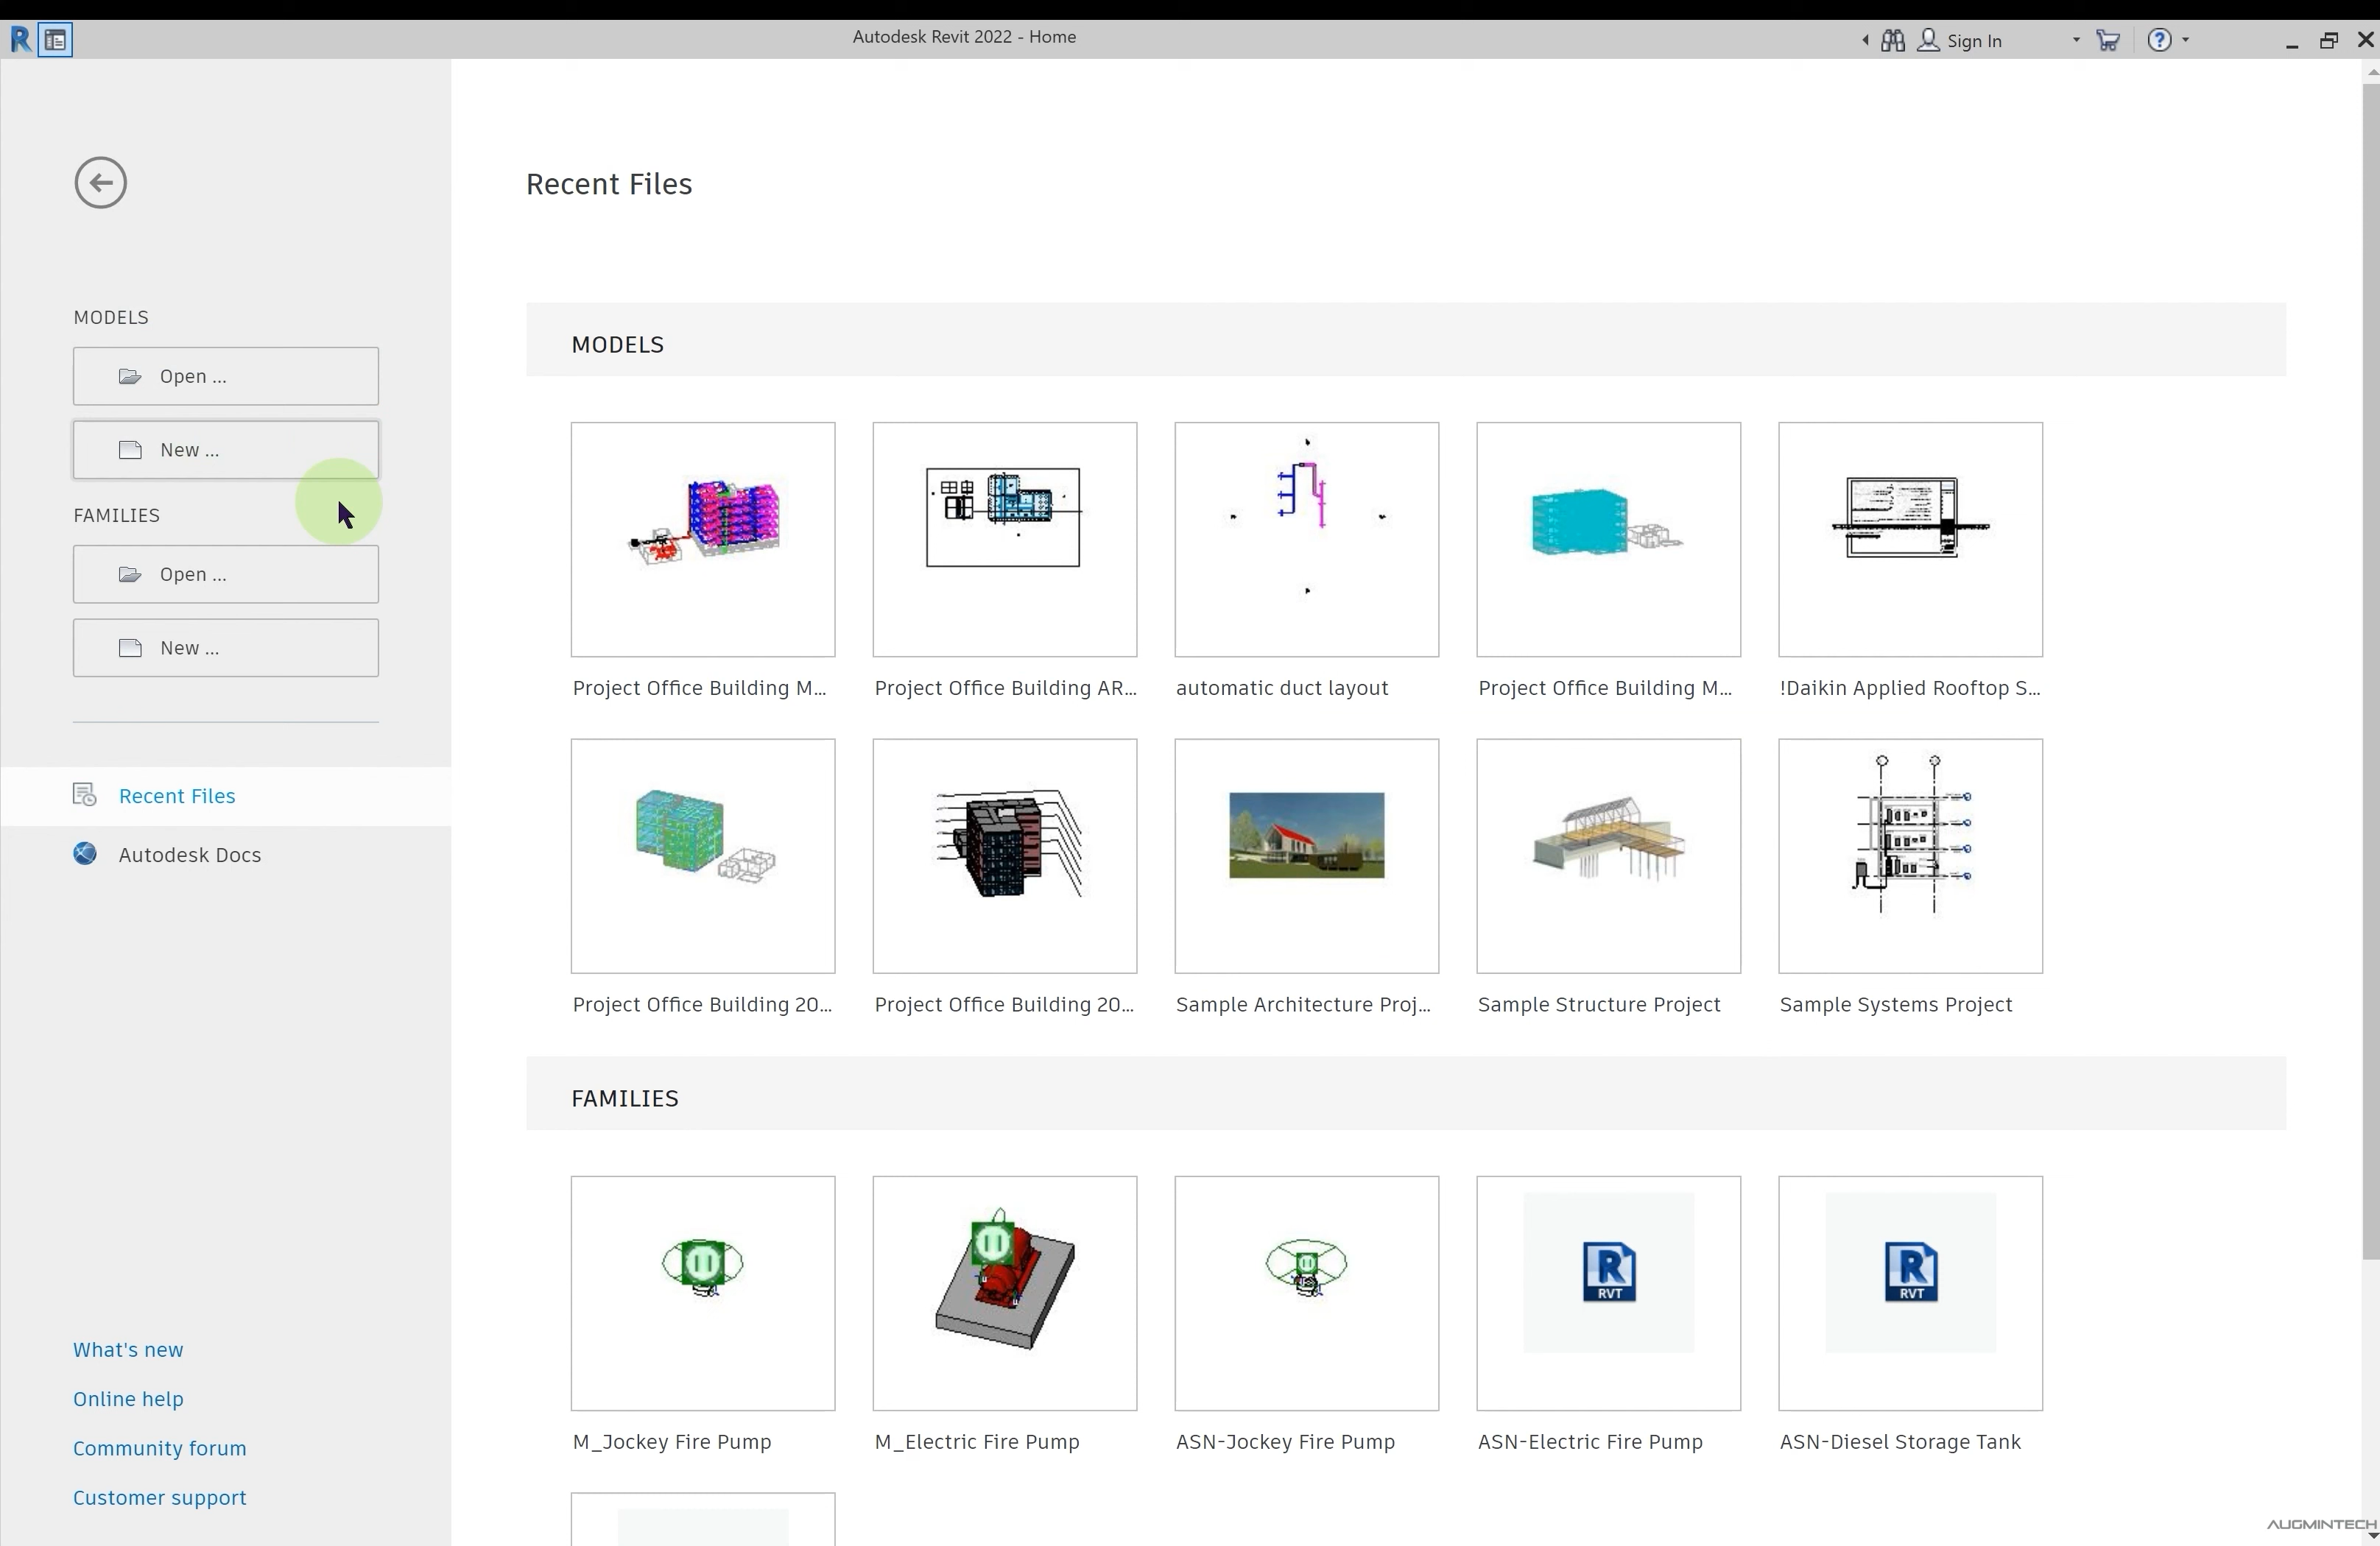 Autodesk Revit 2022 - Home
Sign In
Recent Files
MODELS
Open ...
New ...
FAMILIES
Open ...
New ...
Recent Files
Autodesk Docs
What's new
Online help
Community forum
Customer support
MODELS
Project Office Building M...
Project Office Building AR...
automatic duct layout
Project Office Building M...
!Daikin Applied Rooftop S...
Project Office Building 20...
Project Office Building 20...
Sample Architecture Proj...
Sample Structure Project
Sample Systems Project
FAMILIES
RVT
RVT
M_Jockey Fire Pump
M_Electric Fire Pump
ASN-Jockey Fire Pump
ASN-Electric Fire Pump
ASN-Diesel Storage Tank
AUGMINTECH